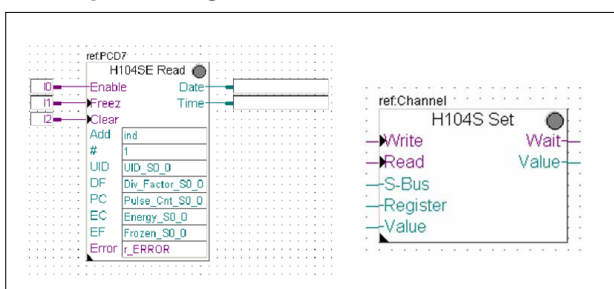 ref:PCD7
H104SE Read
I0 Enable Date
I1 Freez Time
I2 Clear
Add ind
# 1
UID UID_S0_0
DF Div_Factor_S0_0
PC Pulse_Cnt_S0_0
EC Energy_S0_0
EF Frozen_S0_0
Error r_ERROR
ref:Channel
H104S Set
Write Wait
Read Value
S-Bus
Register
Value